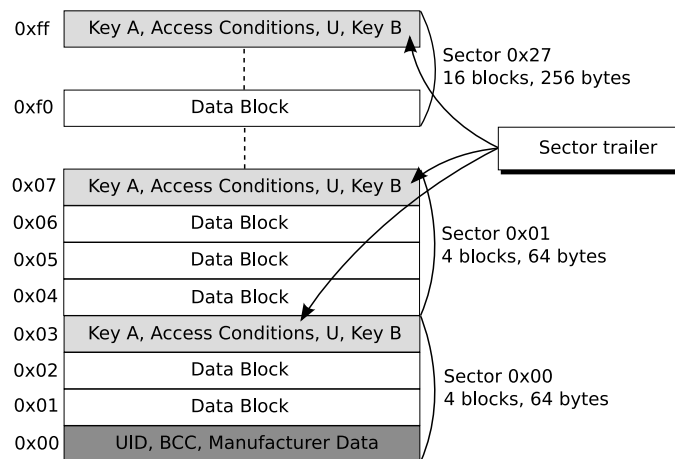 0xff
Key A, Access Conditions, U, Key B
Sector 0x27
16 blocks, 256 bytes
0xf0
Data Block
Sector trailer
0x07
Key A, Access Conditions, U, Key B
0x06
Data Block
Sector 0x01
4 blocks, 64 bytes
0x05
Data Block
0x04
Data Block
0x03
Key A, Access Conditions, U, Key B
0x02
Data Block
Sector 0x00
4 blocks, 64 bytes
0x01
Data Block
0x00
UID, BCC, Manufacturer Data